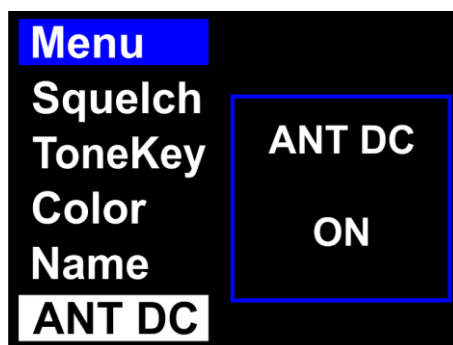 Menu
Squelch
ToneKey
Color
Name
ANT DC
ANT DC
ON